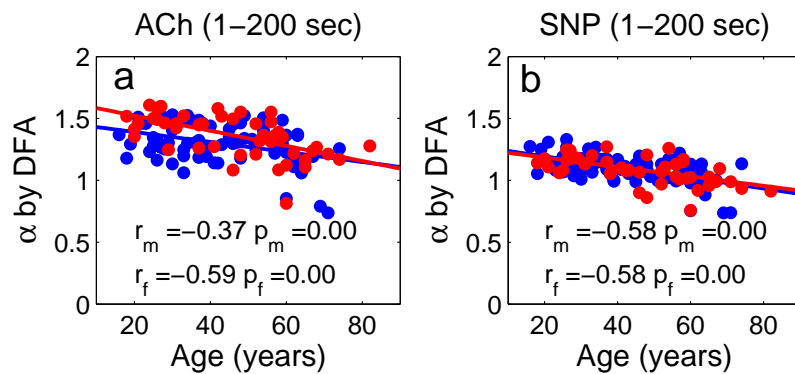 ACh (1−200 sec)
a
α by DFA
2
1.5
1
0.5
0
r_m =−0.37 p_m =0.00
r_f =−0.59 p_f =0.00
20 40 60 80
Age (years)
SNP (1−200 sec)
b
α by DFA
2
1.5
1
0.5
0
r_m =−0.58 p_m =0.00
r_f =−0.58 p_f =0.00
20 40 60 80
Age (years)